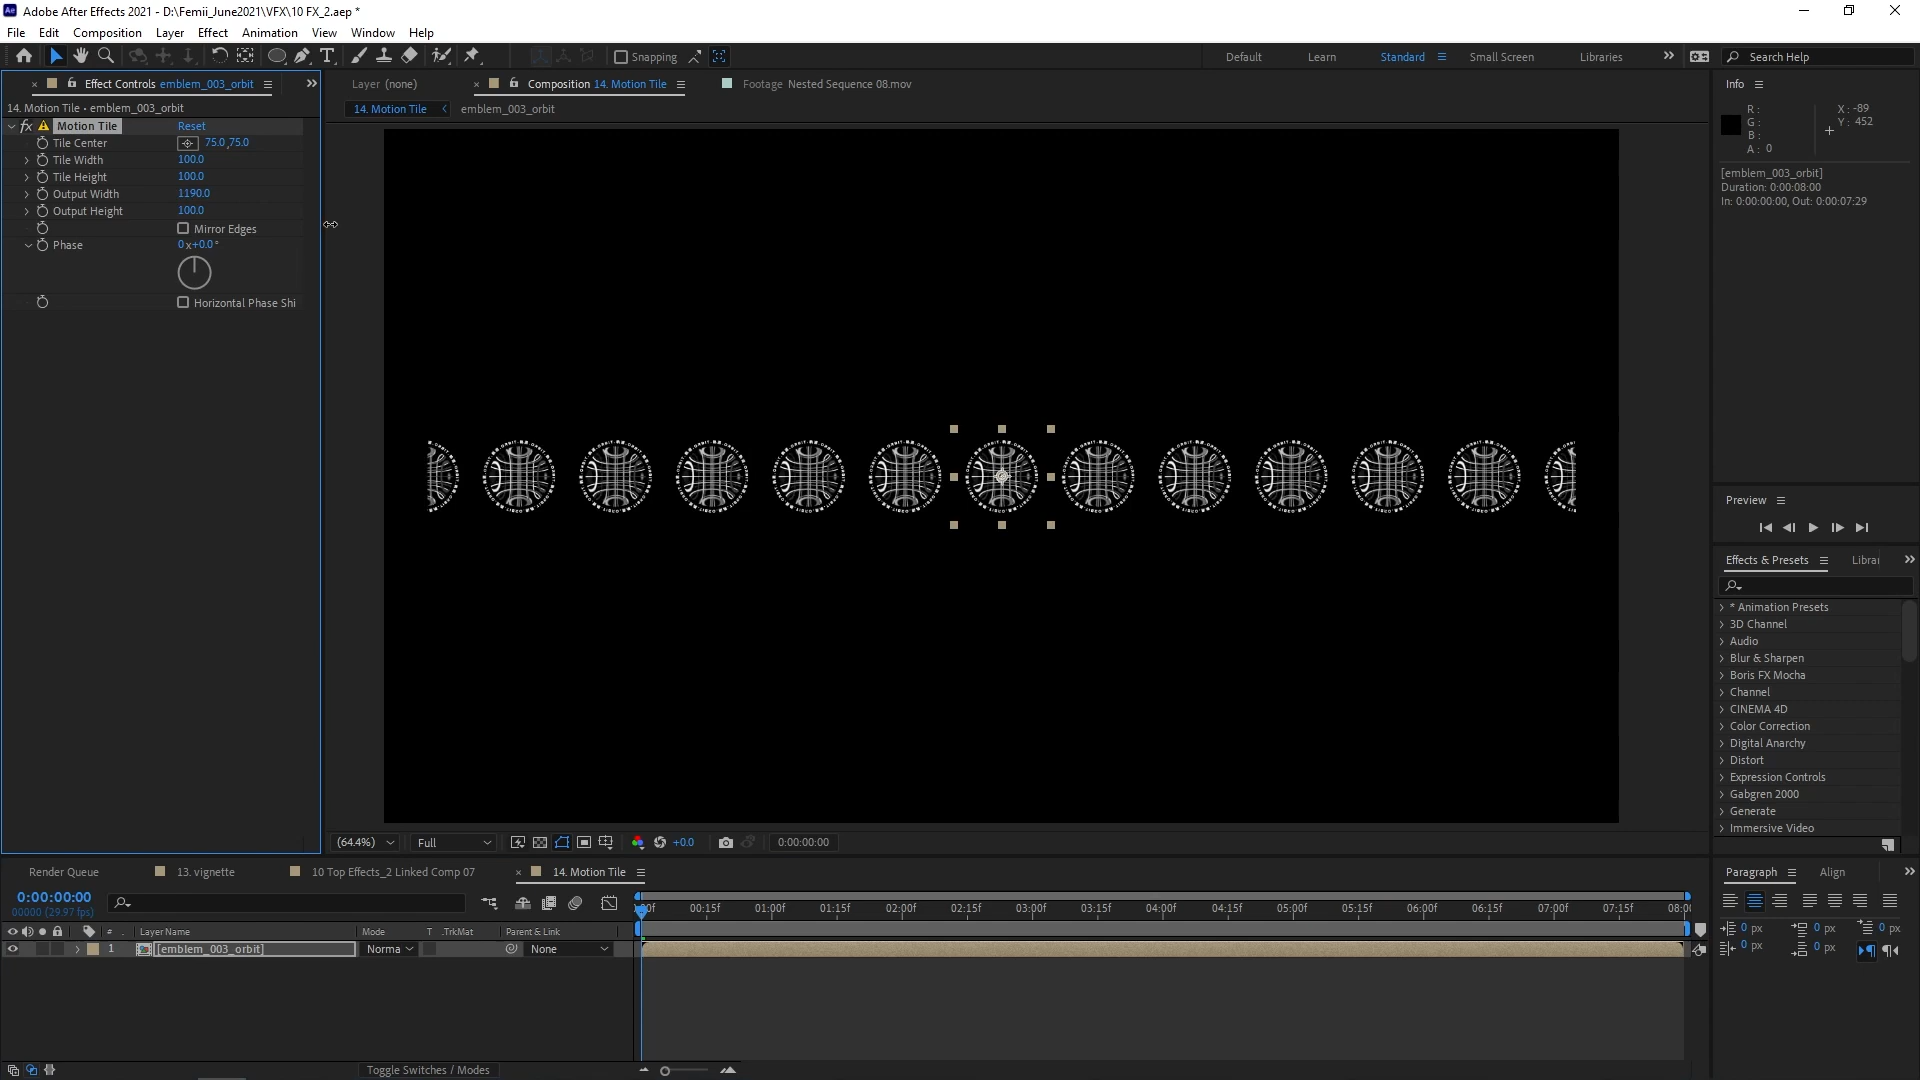 Adobe After Effects 2021 - D:\Femii_June2021\VFX\10 FX_2.aep *
File Edit Composition Layer Effect Animation View Window Help
Snapping
Default Learn Standard Small Screen Libraries
Search Help
Effect Controls emblem_003_orbit
14. Motion Tile • emblem_003_orbit
fx Motion Tile Reset
Tile Center 75.0,75.0
Tile Width 100.0
Tile Height 100.0
Output Width 1190.0
Output Height 100.0
Mirror Edges
Phase 0x+0.0°
Horizontal Phase Shi
Layer (none)
Composition 14. Motion Tile
Footage Nested Sequence 08.mov
14. Motion Tile emblem_003_orbit
(64.4%) Full +0.0 0:00:00:00
Info
R:
G:
B:
A: 0
X: -89
Y: 452
[emblem_003_orbit]
Duration: 0:00:08:00
In: 0:00:00:00, Out: 0:00:07:29
Preview
Effects & Presets Librar
* Animation Presets
3D Channel
Audio
Blur & Sharpen
Boris FX Mocha
Channel
CINEMA 4D
Color Correction
Digital Anarchy
Distort
Expression Controls
Gabgren 2000
Generate
Immersive Video
Render Queue 13. vignette 10 Top Effects_2 Linked Comp 07 14. Motion Tile
0:00:00:00
00000 (29.97 fps)
:00f 00:15f 01:00f 01:15f 02:00f 02:15f 03:00f 03:15f 04:00f 04:15f 05:00f 05:15f 06:00f 06:15f 07:00f 07:15f 08:0
# Layer Name Mode T .TrkMat Parent & Link
1 [emblem_003_orbit] Norma None
Toggle Switches / Modes
Paragraph Align
0 px 0 px 0 px
0 px 0 px